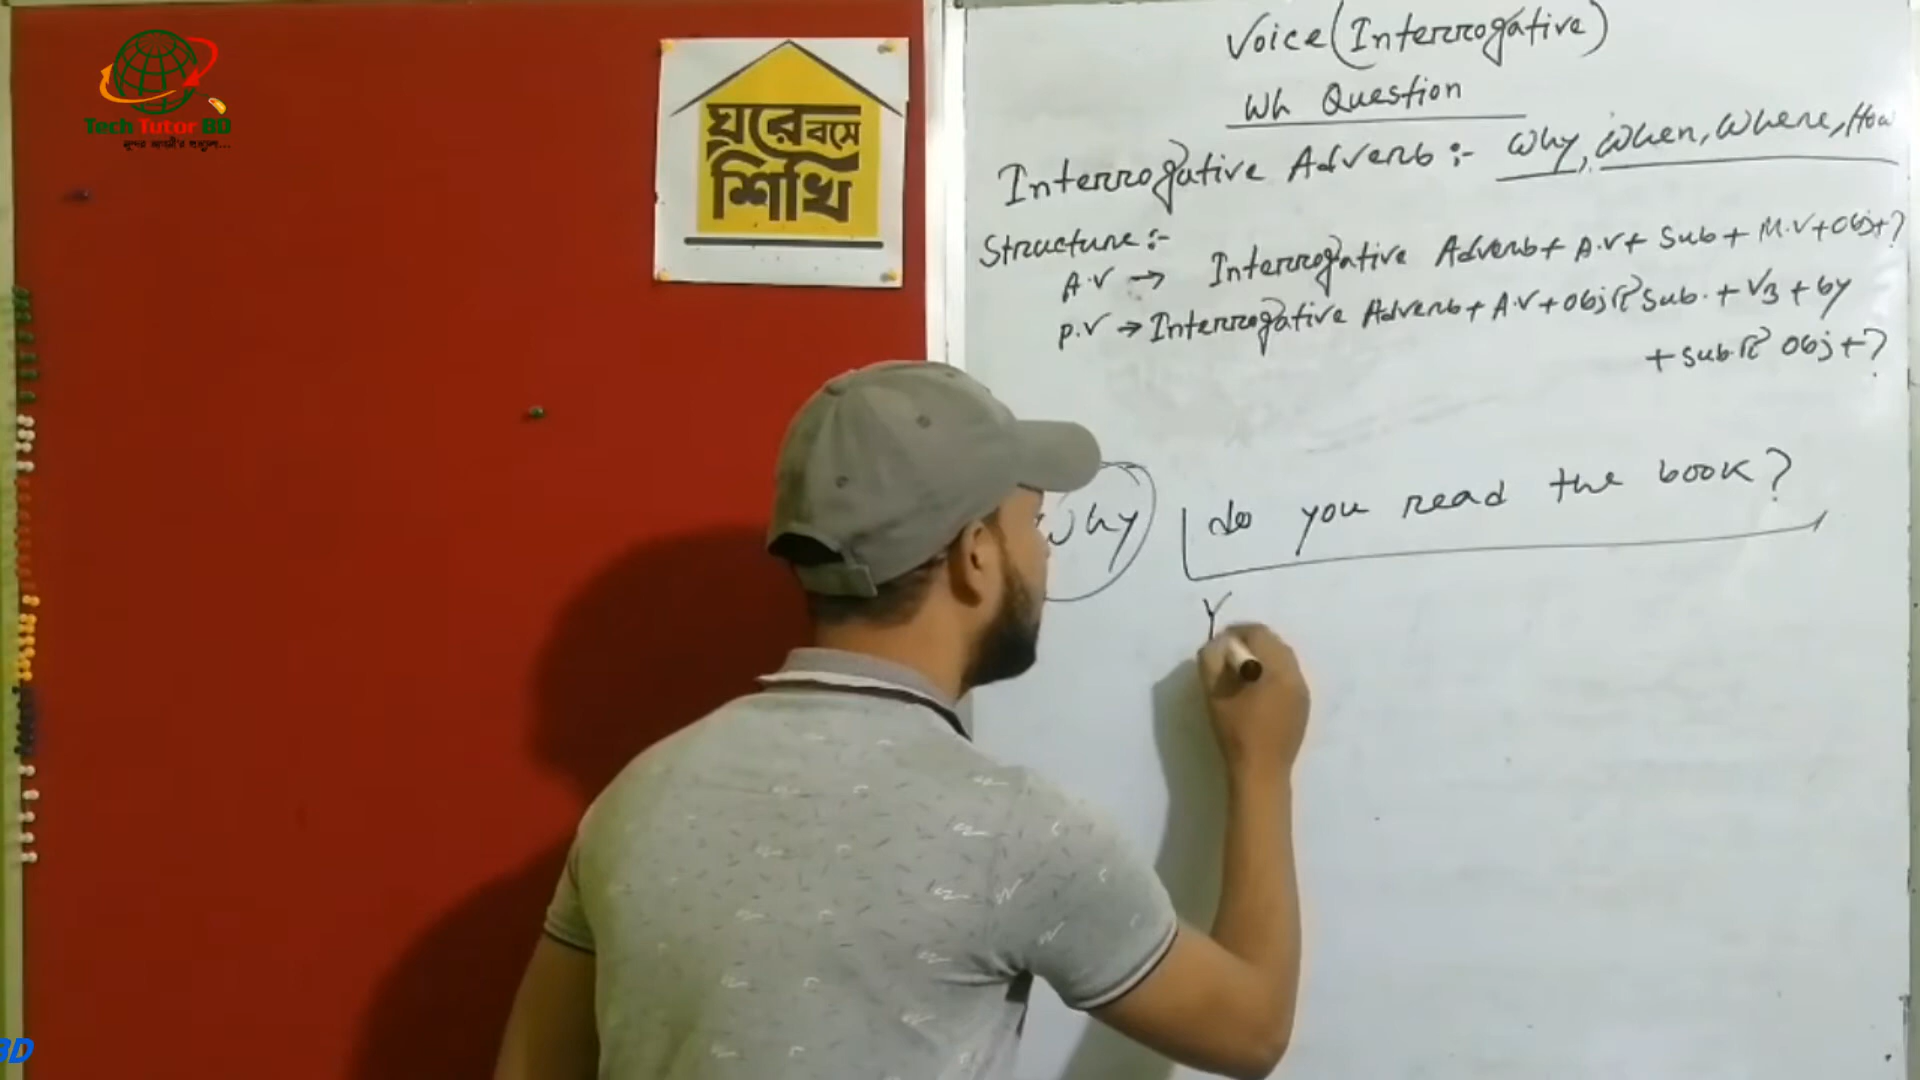 Tech Tutor BD
ঘরে বসে
শিখি
Voice (Interrogative)
Wh Question
Interrogative Adverb :- Why, When, Where, How
Structure :-
A.V → Interrogative Adverb + A.V + Sub + M.V + Obj + ?
P.V → Interrogative Adverb + A.V + Obj র Sub. + V3 + by
+ Sub. র Obj + ?
Why do you read the book?
Y
BD